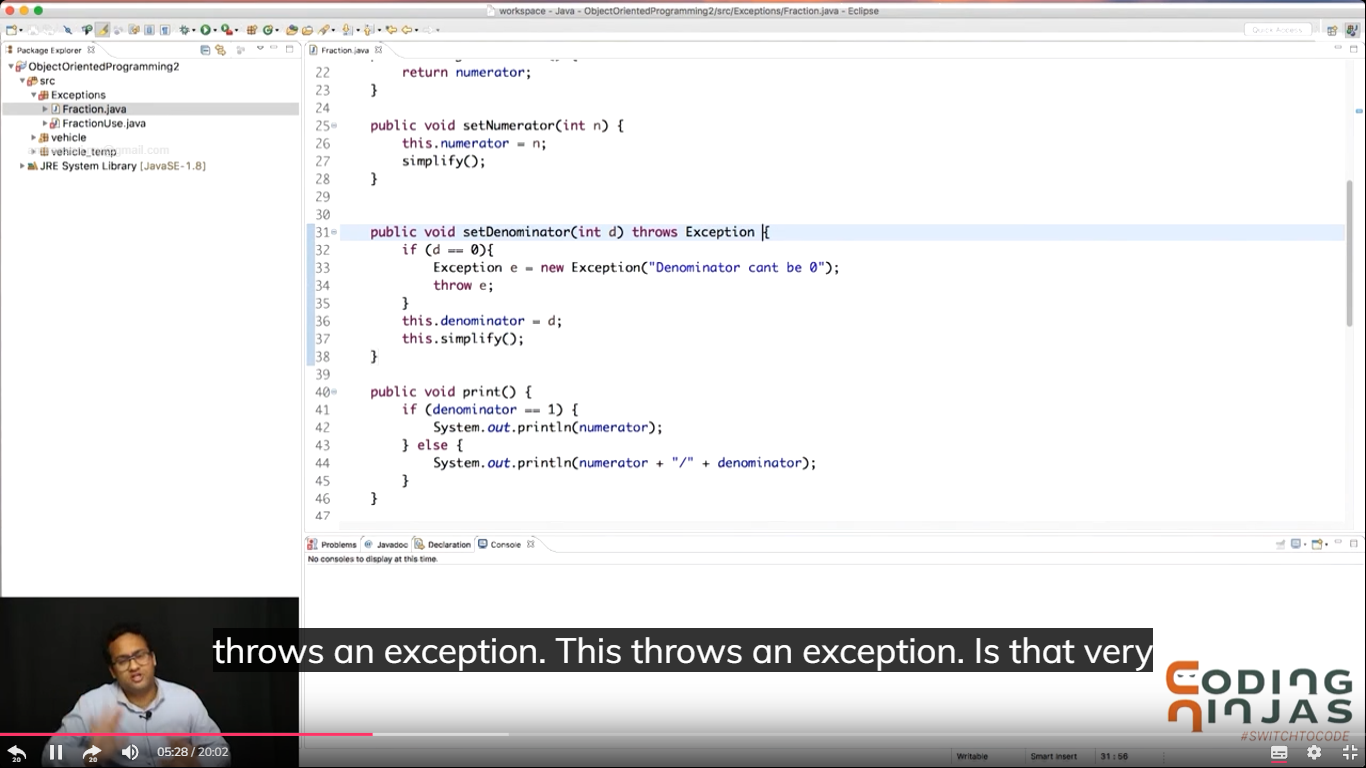 workspace - Java - ObjectOrientedProgramming2/src/Exceptions/Fraction.java - Eclipse
Quick Access
Package Explorer
ObjectOrientedProgramming2
src
Exceptions
Fraction.java
FractionUse.java
vehicle
vehicle_temp
JRE System Library [JavaSE-1.8]
Fraction.java
22 return numerator;
23 }
24
25 public void setNumerator(int n) {
26 this.numerator = n;
27 simplify();
28 }
29
30
31 public void setDenominator(int d) throws Exception {
32 if (d == 0){
33 Exception e = new Exception("Denominator cant be 0");
34 throw e;
35 }
36 this.denominator = d;
37 this.simplify();
38 }
39
40 public void print() {
41 if (denominator == 1) {
42 System.out.println(numerator);
43 } else {
44 System.out.println(numerator + "/" + denominator);
45 }
46 }
47
Problems Javadoc Declaration Console
No consoles to display at this time.
throws an exception. This throws an exception. Is that very
CODING
NINJAS
#SWITCHTOCODE
20 20 05:28 / 20:02
Writable Smart Insert 31 : 56